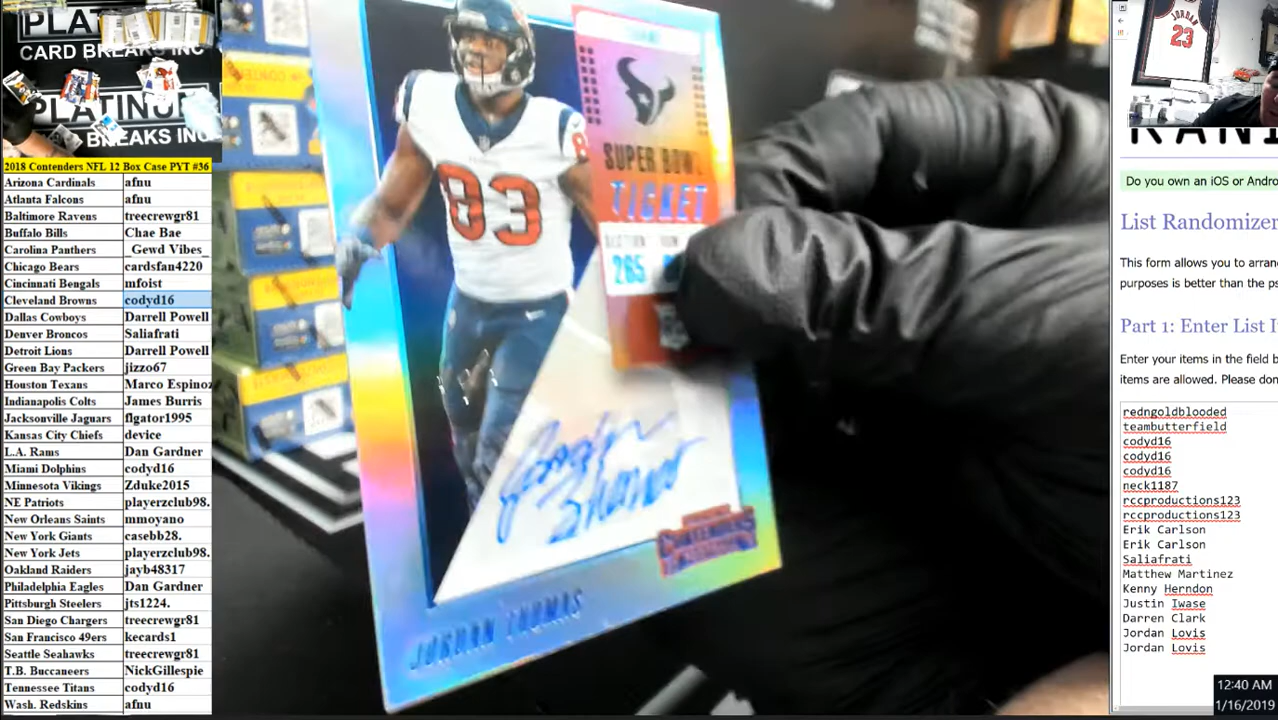 PLATINUM
CARD BREAKS INC
PLATINUM
CARD BREAKS INC
2018 Contenders NFL 12 Box Case PYT #36
Arizona Cardinals afnu
Atlanta Falcons afnu
Baltimore Ravens treecrewgr81
Buffalo Bills Chae Bae
Carolina Panthers _Gewd Vibes_
Chicago Bears cardsfan4220
Cincinnati Bengals mfoist
Cleveland Browns codyd16
Dallas Cowboys Darrell Powell
Denver Broncos Saliafrati
Detroit Lions Darrell Powell
Green Bay Packers jizzo67
Houston Texans Marco Espinoz
Indianapolis Colts James Burris
Jacksonville Jaguars flgator1995
Kansas City Chiefs device
L.A. Rams Dan Gardner
Miami Dolphins codyd16
Minnesota Vikings Zduke2015
NE Patriots playerzclub98.
New Orleans Saints mmoyano
New York Giants casebb28.
New York Jets playerzclub98.
Oakland Raiders jayb48317
Philadelphia Eagles Dan Gardner
Pittsburgh Steelers jts1224.
San Diego Chargers treecrewgr81
San Francisco 49ers kecards1
Seattle Seahawks treecrewgr81
T.B. Buccaneers NickGillespie
Tennessee Titans codyd16
Wash. Redskins afnu
83
SUPER BOWL
TICKET
SECTION
265
CONTENDERS
JORDAN THOMAS
JORDAN
23
Do you own an iOS or Andro
List Randomizer
This form allows you to arran
purposes is better than the ps
Part 1: Enter List I
Enter your items in the field b
items are allowed. Please don
redngoldblooded
teambutterfield
codyd16
codyd16
codyd16
neck1187
rccproductions123
rccproductions123
Erik Carlson
Erik Carlson
Saliafrati
Matthew Martinez
Kenny Herndon
Justin Iwase
Darren Clark
Jordan Lovis
Jordan Lovis
12:40 AM
1/16/2019